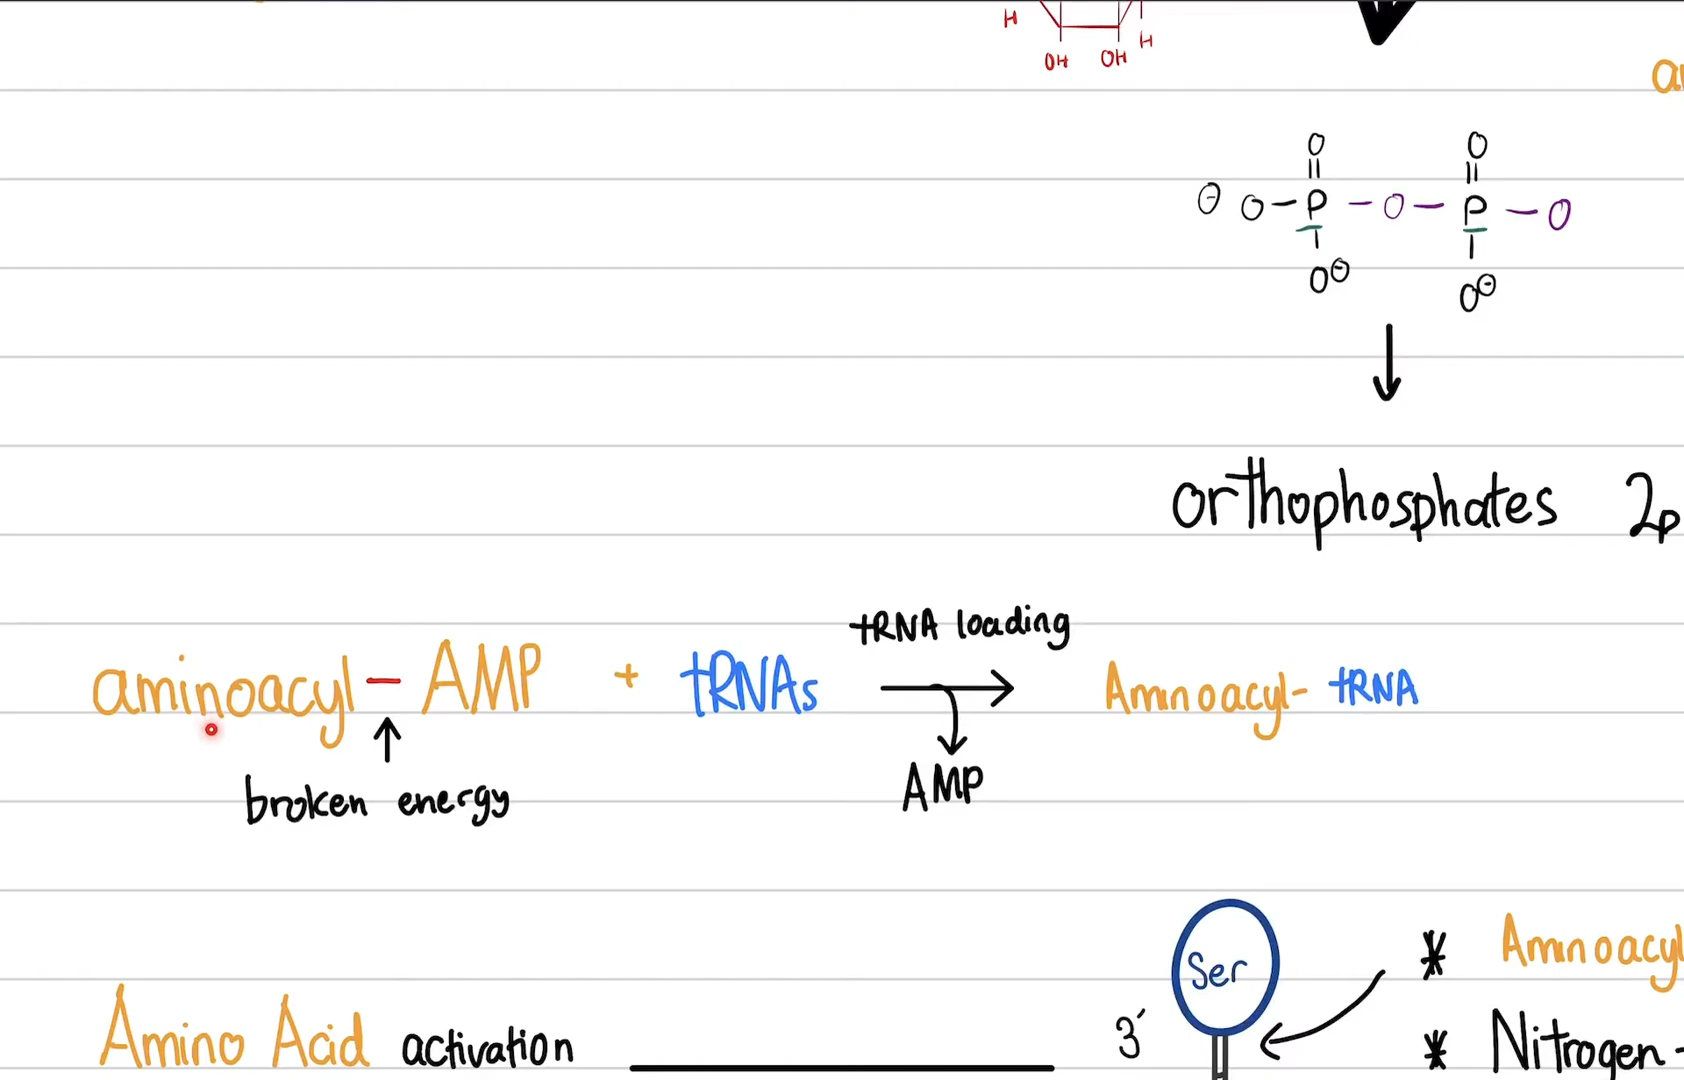 H
OH OH H
O O
⊖ O-P-O-P-O
O⊖ O⊖
orthophosphates 2p
tRNA loading
aminoacyl - AMP + tRNAs → Aminoacyl- tRNA
AMP
broken energy
Ser
* Aminoacyl
3´
Amino Acid activation
* Nitrogen -